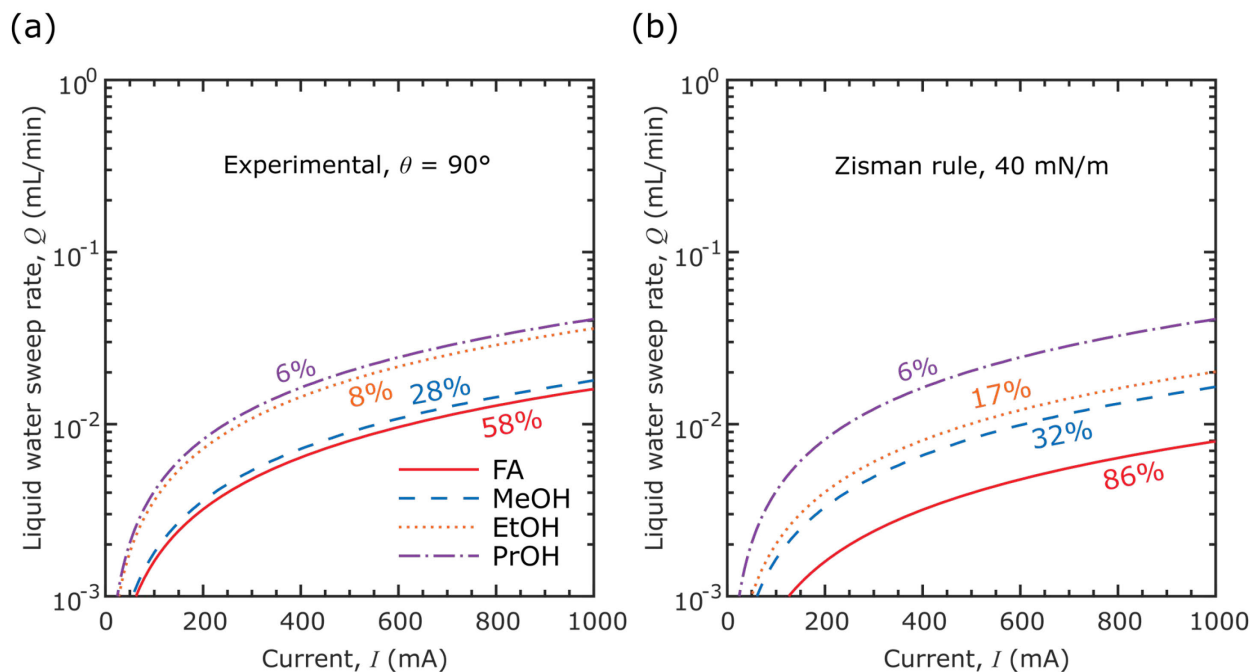 (a)
Liquid water sweep rate, Q (mL/min)
10⁰
10⁻¹
10⁻²
10⁻³
Experimental, θ = 90°
6%
8%
28%
58%
FA
MeOH
EtOH
PrOH
0 200 400 600 800 1000
Current, I (mA)
(b)
Liquid water sweep rate, Q (mL/min)
10⁰
10⁻¹
10⁻²
10⁻³
Zisman rule, 40 mN/m
6%
17%
32%
86%
0 200 400 600 800 1000
Current, I (mA)